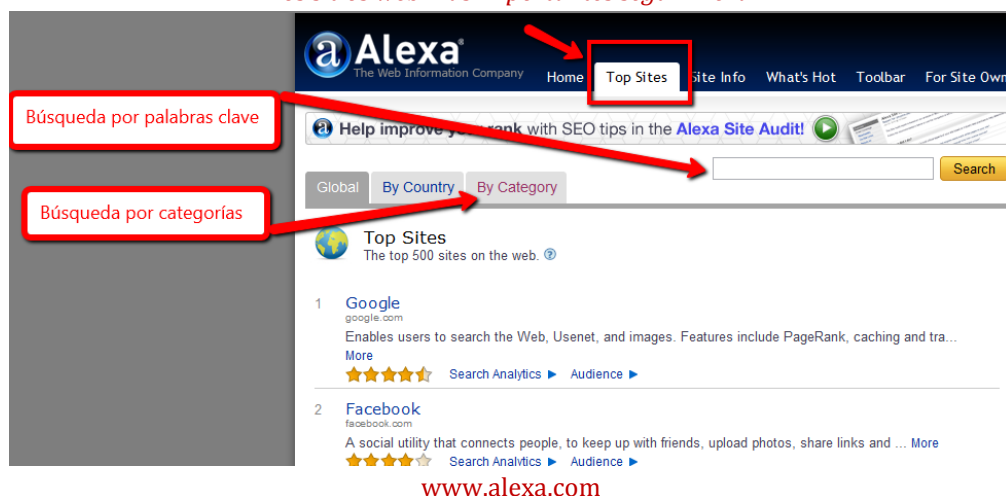 Alexa
The Web Information Company
Home Top Sites Site Info What's Hot Toolbar For Site Own
Búsqueda por palabras clave
Help improve your rank with SEO tips in the Alexa Site Audit!
Search
Global By Country By Category
Búsqueda por categorías
Top Sites
The top 500 sites on the web.
1 Google
google.com
Enables users to search the Web, Usenet, and images. Features include PageRank, caching and tra...
More
Search Analytics Audience
2 Facebook
facebook.com
A social utility that connects people, to keep up with friends, upload photos, share links and ... More
Search Analytics Audience
www.alexa.com